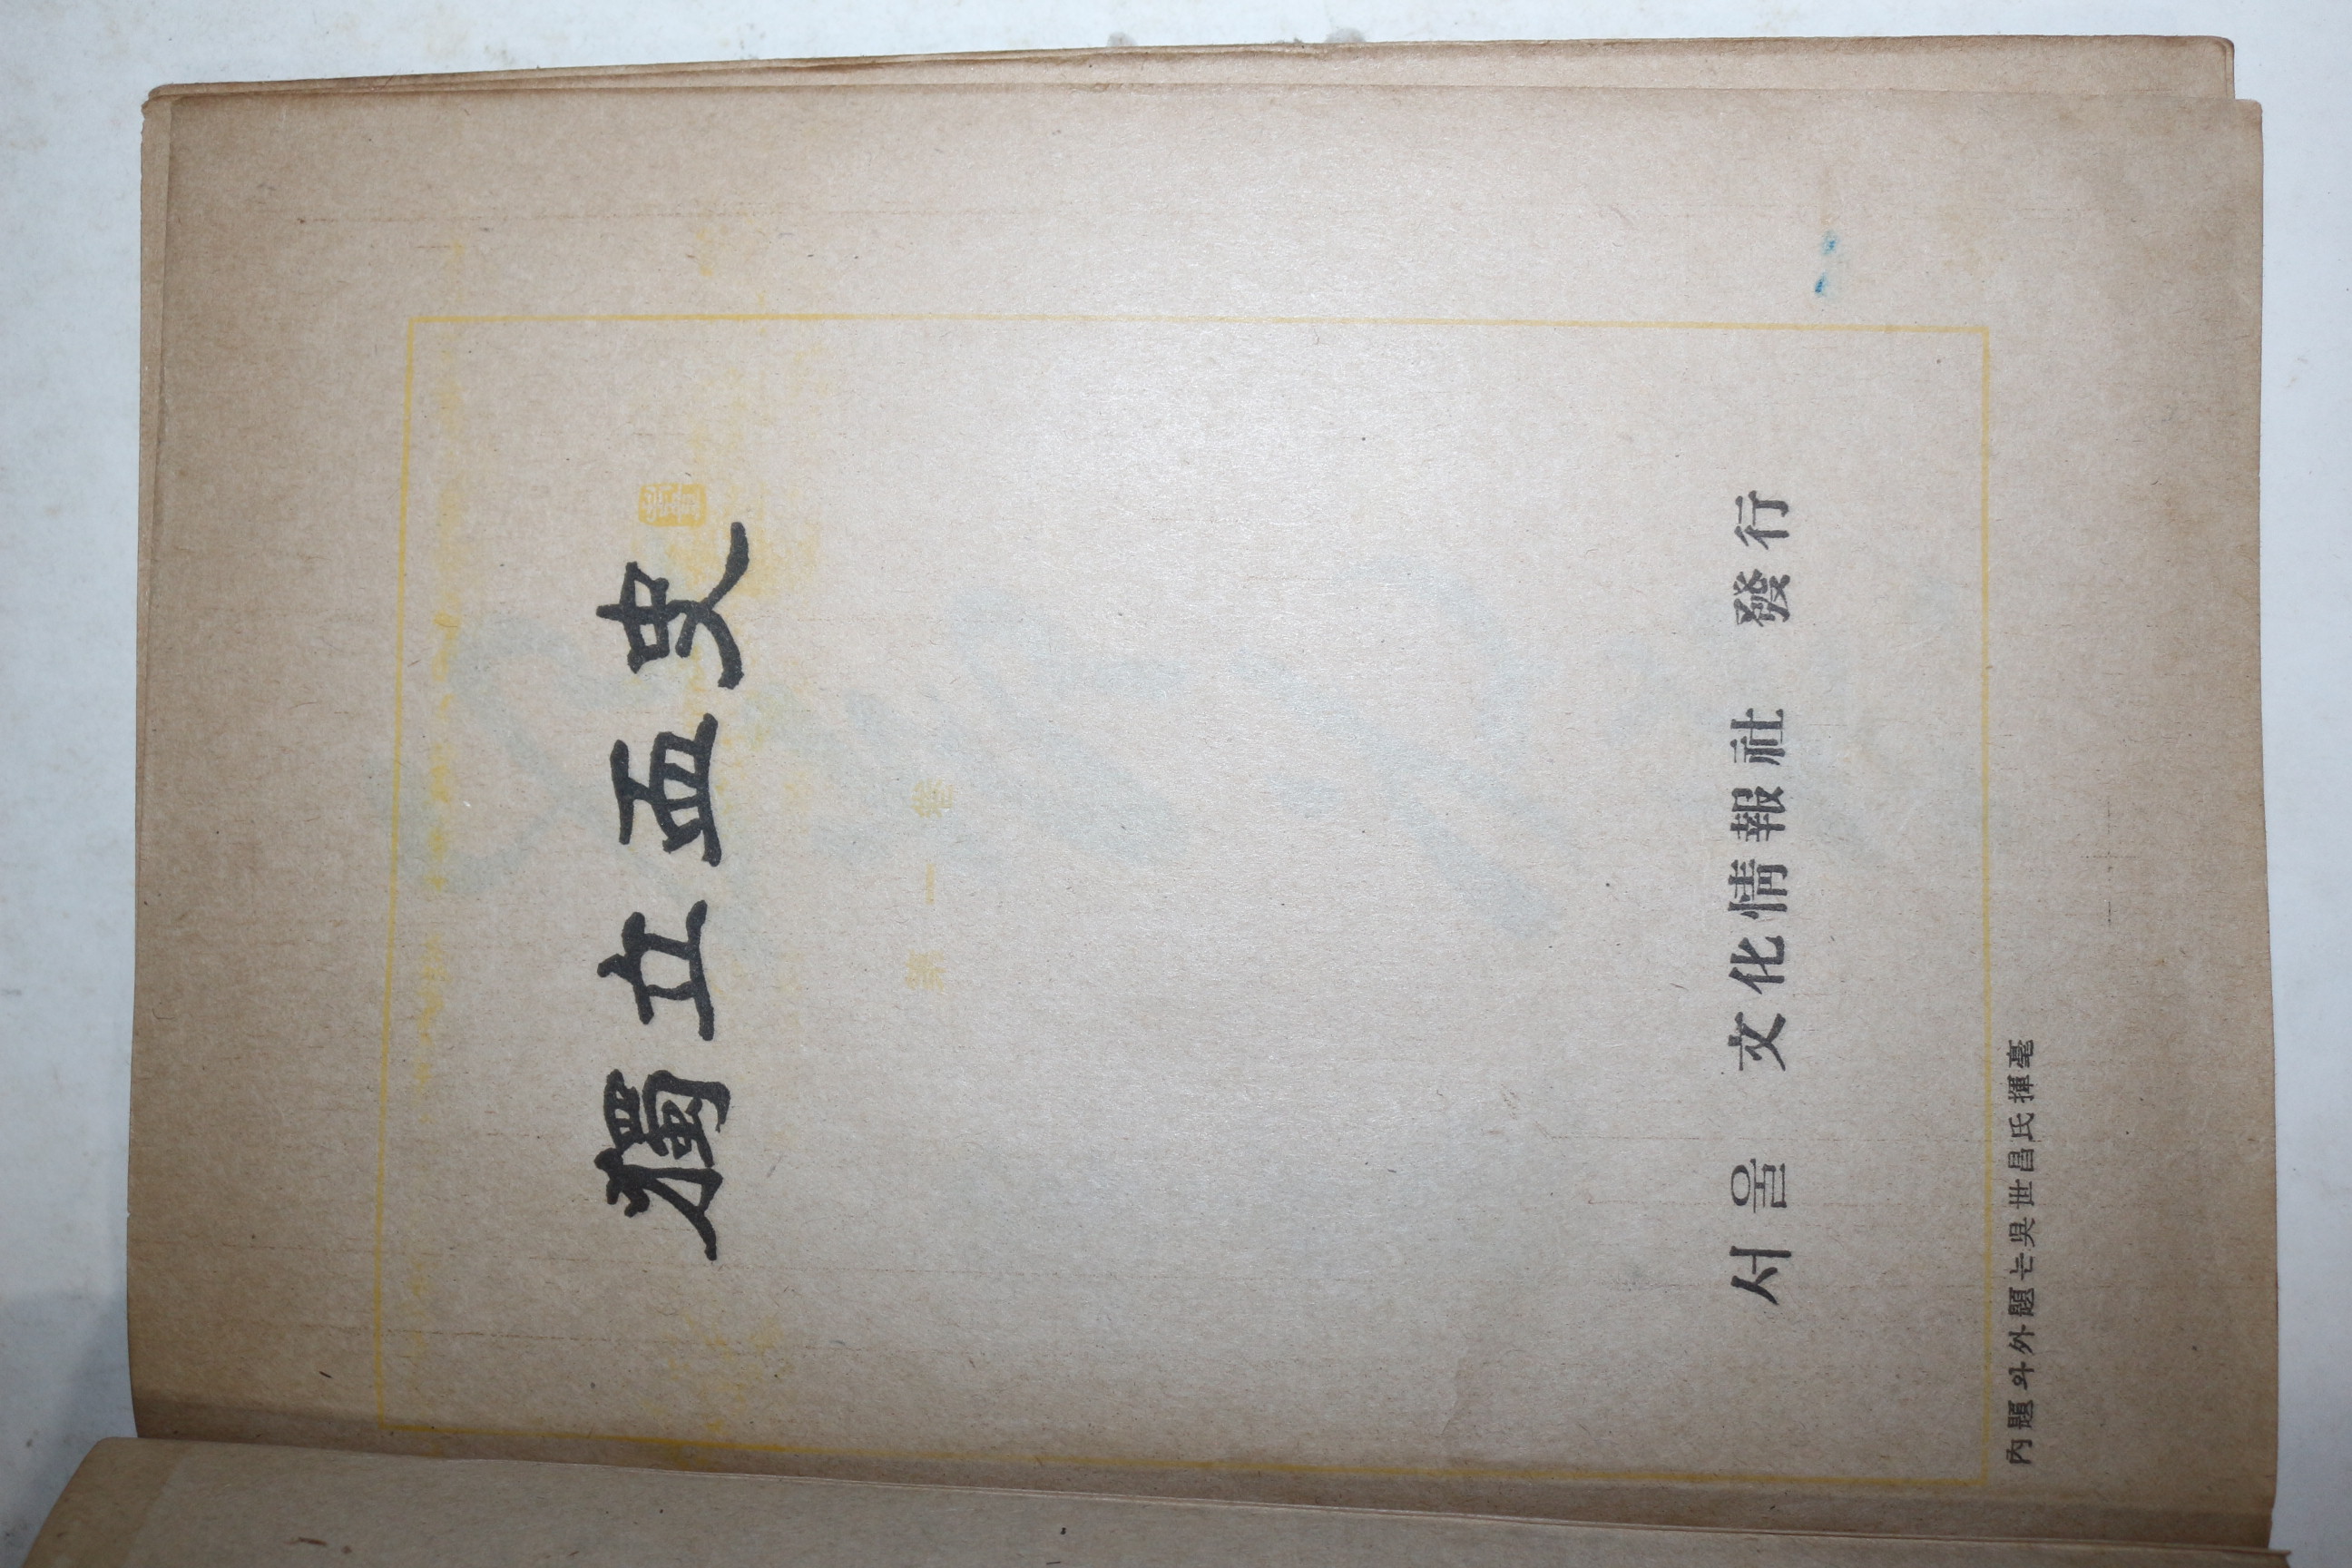 獨立血史
第一卷
서울 文化情報社 發行
內題와外題는吳世昌氏揮毫